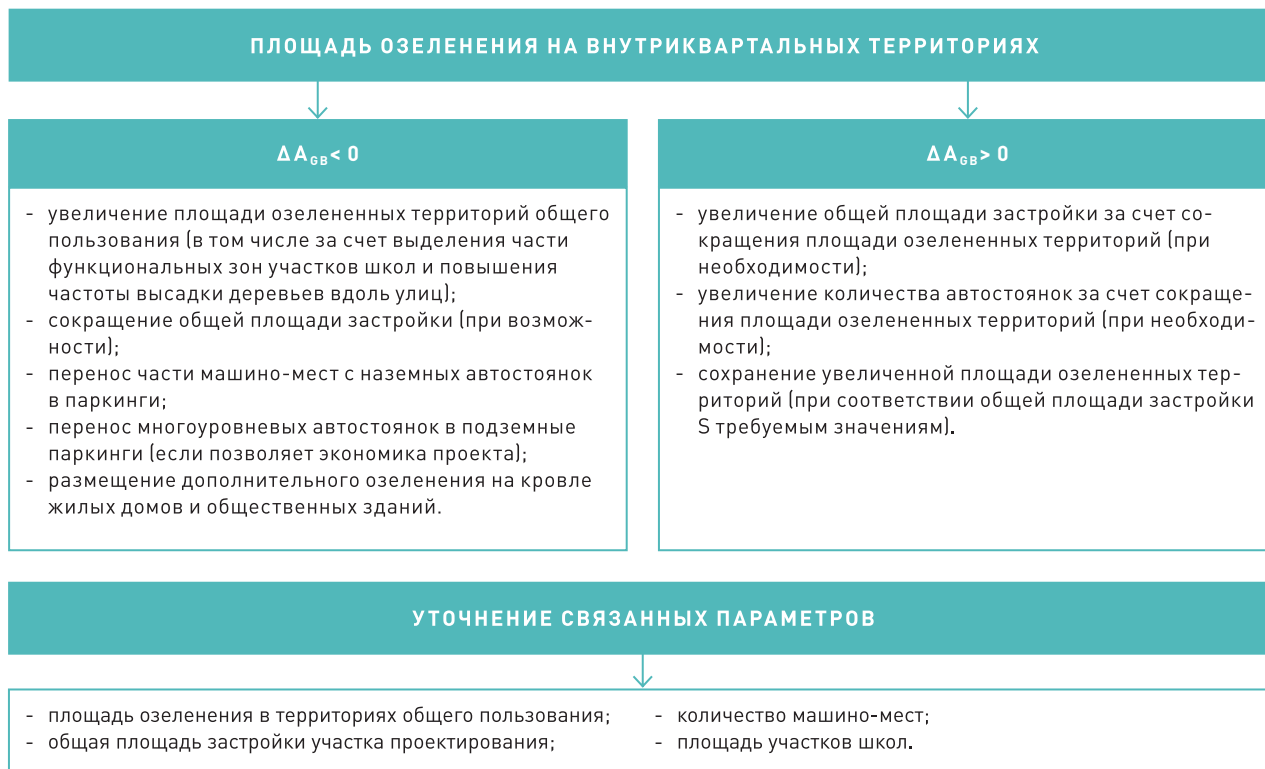 ПЛОЩАДЬ ОЗЕЛЕНЕНИЯ НА ВНУТРИКВАРТАЛЬНЫХ ТЕРРИТОРИЯХ
ΔA_GB < 0
- увеличение площади озелененных территорий общего
пользования (в том числе за счет выделения части
функциональных зон участков школ и повышения
частоты высадки деревьев вдоль улиц);
- сокращение общей площади застройки (при возмож-
ности);
- перенос части машино-мест с наземных автостоянок
в паркинги;
- перенос многоуровневых автостоянок в подземные
паркинги (если позволяет экономика проекта);
- размещение дополнительного озеленения на кровле
жилых домов и общественных зданий.
ΔA_GB > 0
- увеличение общей площади застройки за счет со-
кращения площади озелененных территорий (при
необходимости);
- увеличение количества автостоянок за счет сокраще-
ния площади озелененных территорий (при необходи-
мости);
- сохранение увеличенной площади озелененных тер-
риторий (при соответствии общей площади застройки
S требуемым значениям).
УТОЧНЕНИЕ СВЯЗАННЫХ ПАРАМЕТРОВ
- площадь озеленения в территориях общего пользования;
- общая площадь застройки участка проектирования;
- количество машино-мест;
- площадь участков школ.